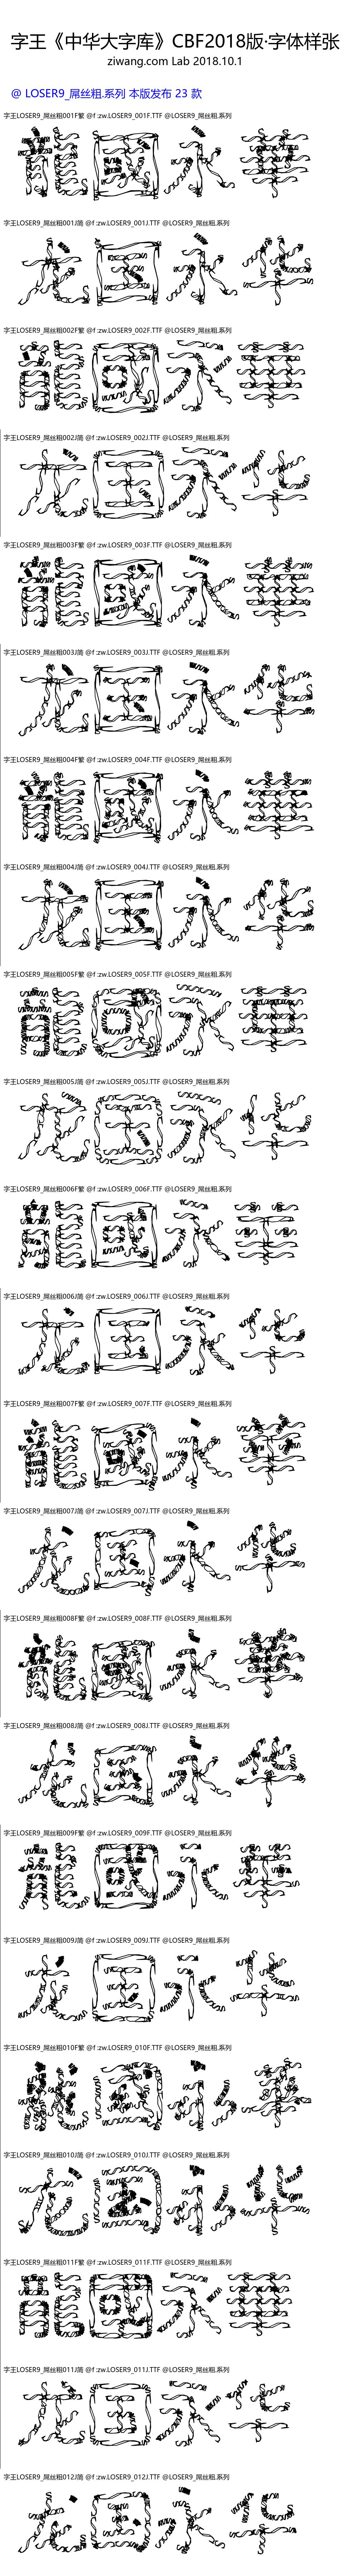 字王《中华大字库》CBF2018版·字体样张
ziwang.com Lab 2018.10.1
@ LOSER9_屌丝粗.系列 本版发布 23 款
字王LOSER9_屌丝粗001F繁 @f :zw.LOSER9_001F.TTF @LOSER9_屌丝粗.系列
龍國永華
字王LOSER9_屌丝粗001J简 @f :zw.LOSER9_001J.TTF @LOSER9_屌丝粗.系列
龙国永华
字王LOSER9_屌丝粗002F繁 @f :zw.LOSER9_002F.TTF @LOSER9_屌丝粗.系列
龍國永華
字王LOSER9_屌丝粗002J简 @f :zw.LOSER9_002J.TTF @LOSER9_屌丝粗.系列
龙国永华
字王LOSER9_屌丝粗003F繁 @f :zw.LOSER9_003F.TTF @LOSER9_屌丝粗.系列
龍國永華
字王LOSER9_屌丝粗003J简 @f :zw.LOSER9_003J.TTF @LOSER9_屌丝粗.系列
龙国永华
字王LOSER9_屌丝粗004F繁 @f :zw.LOSER9_004F.TTF @LOSER9_屌丝粗.系列
龍國永華
字王LOSER9_屌丝粗004J简 @f :zw.LOSER9_004J.TTF @LOSER9_屌丝粗.系列
龙国永华
字王LOSER9_屌丝粗005F繁 @f :zw.LOSER9_005F.TTF @LOSER9_屌丝粗.系列
龍國永華
字王LOSER9_屌丝粗005J简 @f :zw.LOSER9_005J.TTF @LOSER9_屌丝粗.系列
龙国永华
字王LOSER9_屌丝粗006F繁 @f :zw.LOSER9_006F.TTF @LOSER9_屌丝粗.系列
龍國永華
字王LOSER9_屌丝粗006J简 @f :zw.LOSER9_006J.TTF @LOSER9_屌丝粗.系列
龙国永华
字王LOSER9_屌丝粗007F繁 @f :zw.LOSER9_007F.TTF @LOSER9_屌丝粗.系列
龍國永華
字王LOSER9_屌丝粗007J简 @f :zw.LOSER9_007J.TTF @LOSER9_屌丝粗.系列
龙国永华
字王LOSER9_屌丝粗008F繁 @f :zw.LOSER9_008F.TTF @LOSER9_屌丝粗.系列
龍國永華
字王LOSER9_屌丝粗008J简 @f :zw.LOSER9_008J.TTF @LOSER9_屌丝粗.系列
龙国永华
字王LOSER9_屌丝粗009F繁 @f :zw.LOSER9_009F.TTF @LOSER9_屌丝粗.系列
龍國永華
字王LOSER9_屌丝粗009J简 @f :zw.LOSER9_009J.TTF @LOSER9_屌丝粗.系列
龙国永华
字王LOSER9_屌丝粗010F繁 @f :zw.LOSER9_010F.TTF @LOSER9_屌丝粗.系列
龍國永華
字王LOSER9_屌丝粗010J简 @f :zw.LOSER9_010J.TTF @LOSER9_屌丝粗.系列
龙国永华
字王LOSER9_屌丝粗011F繁 @f :zw.LOSER9_011F.TTF @LOSER9_屌丝粗.系列
龍國永華
字王LOSER9_屌丝粗011J简 @f :zw.LOSER9_011J.TTF @LOSER9_屌丝粗.系列
龙国永华
字王LOSER9_屌丝粗012J简 @f :zw.LOSER9_012J.TTF @LOSER9_屌丝粗.系列
龙国永华